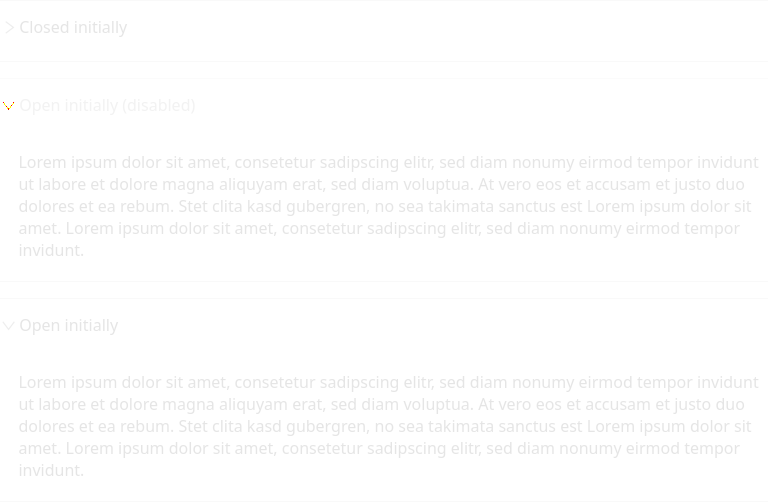 Closed initially
Open initially (disabled)
Lorem ipsum dolor sit amet, consetetur sadipscing elitr, sed diam nonumy eirmod tempor invidunt
ut labore et dolore magna aliquyam erat, sed diam voluptua. At vero eos et accusam et justo duo
dolores et ea rebum. Stet clita kasd gubergren, no sea takimata sanctus est Lorem ipsum dolor sit
amet. Lorem ipsum dolor sit amet, consetetur sadipscing elitr, sed diam nonumy eirmod tempor
invidunt.
Open initially
Lorem ipsum dolor sit amet, consetetur sadipscing elitr, sed diam nonumy eirmod tempor invidunt
ut labore et dolore magna aliquyam erat, sed diam voluptua. At vero eos et accusam et justo duo
dolores et ea rebum. Stet clita kasd gubergren, no sea takimata sanctus est Lorem ipsum dolor sit
amet. Lorem ipsum dolor sit amet, consetetur sadipscing elitr, sed diam nonumy eirmod tempor
invidunt.